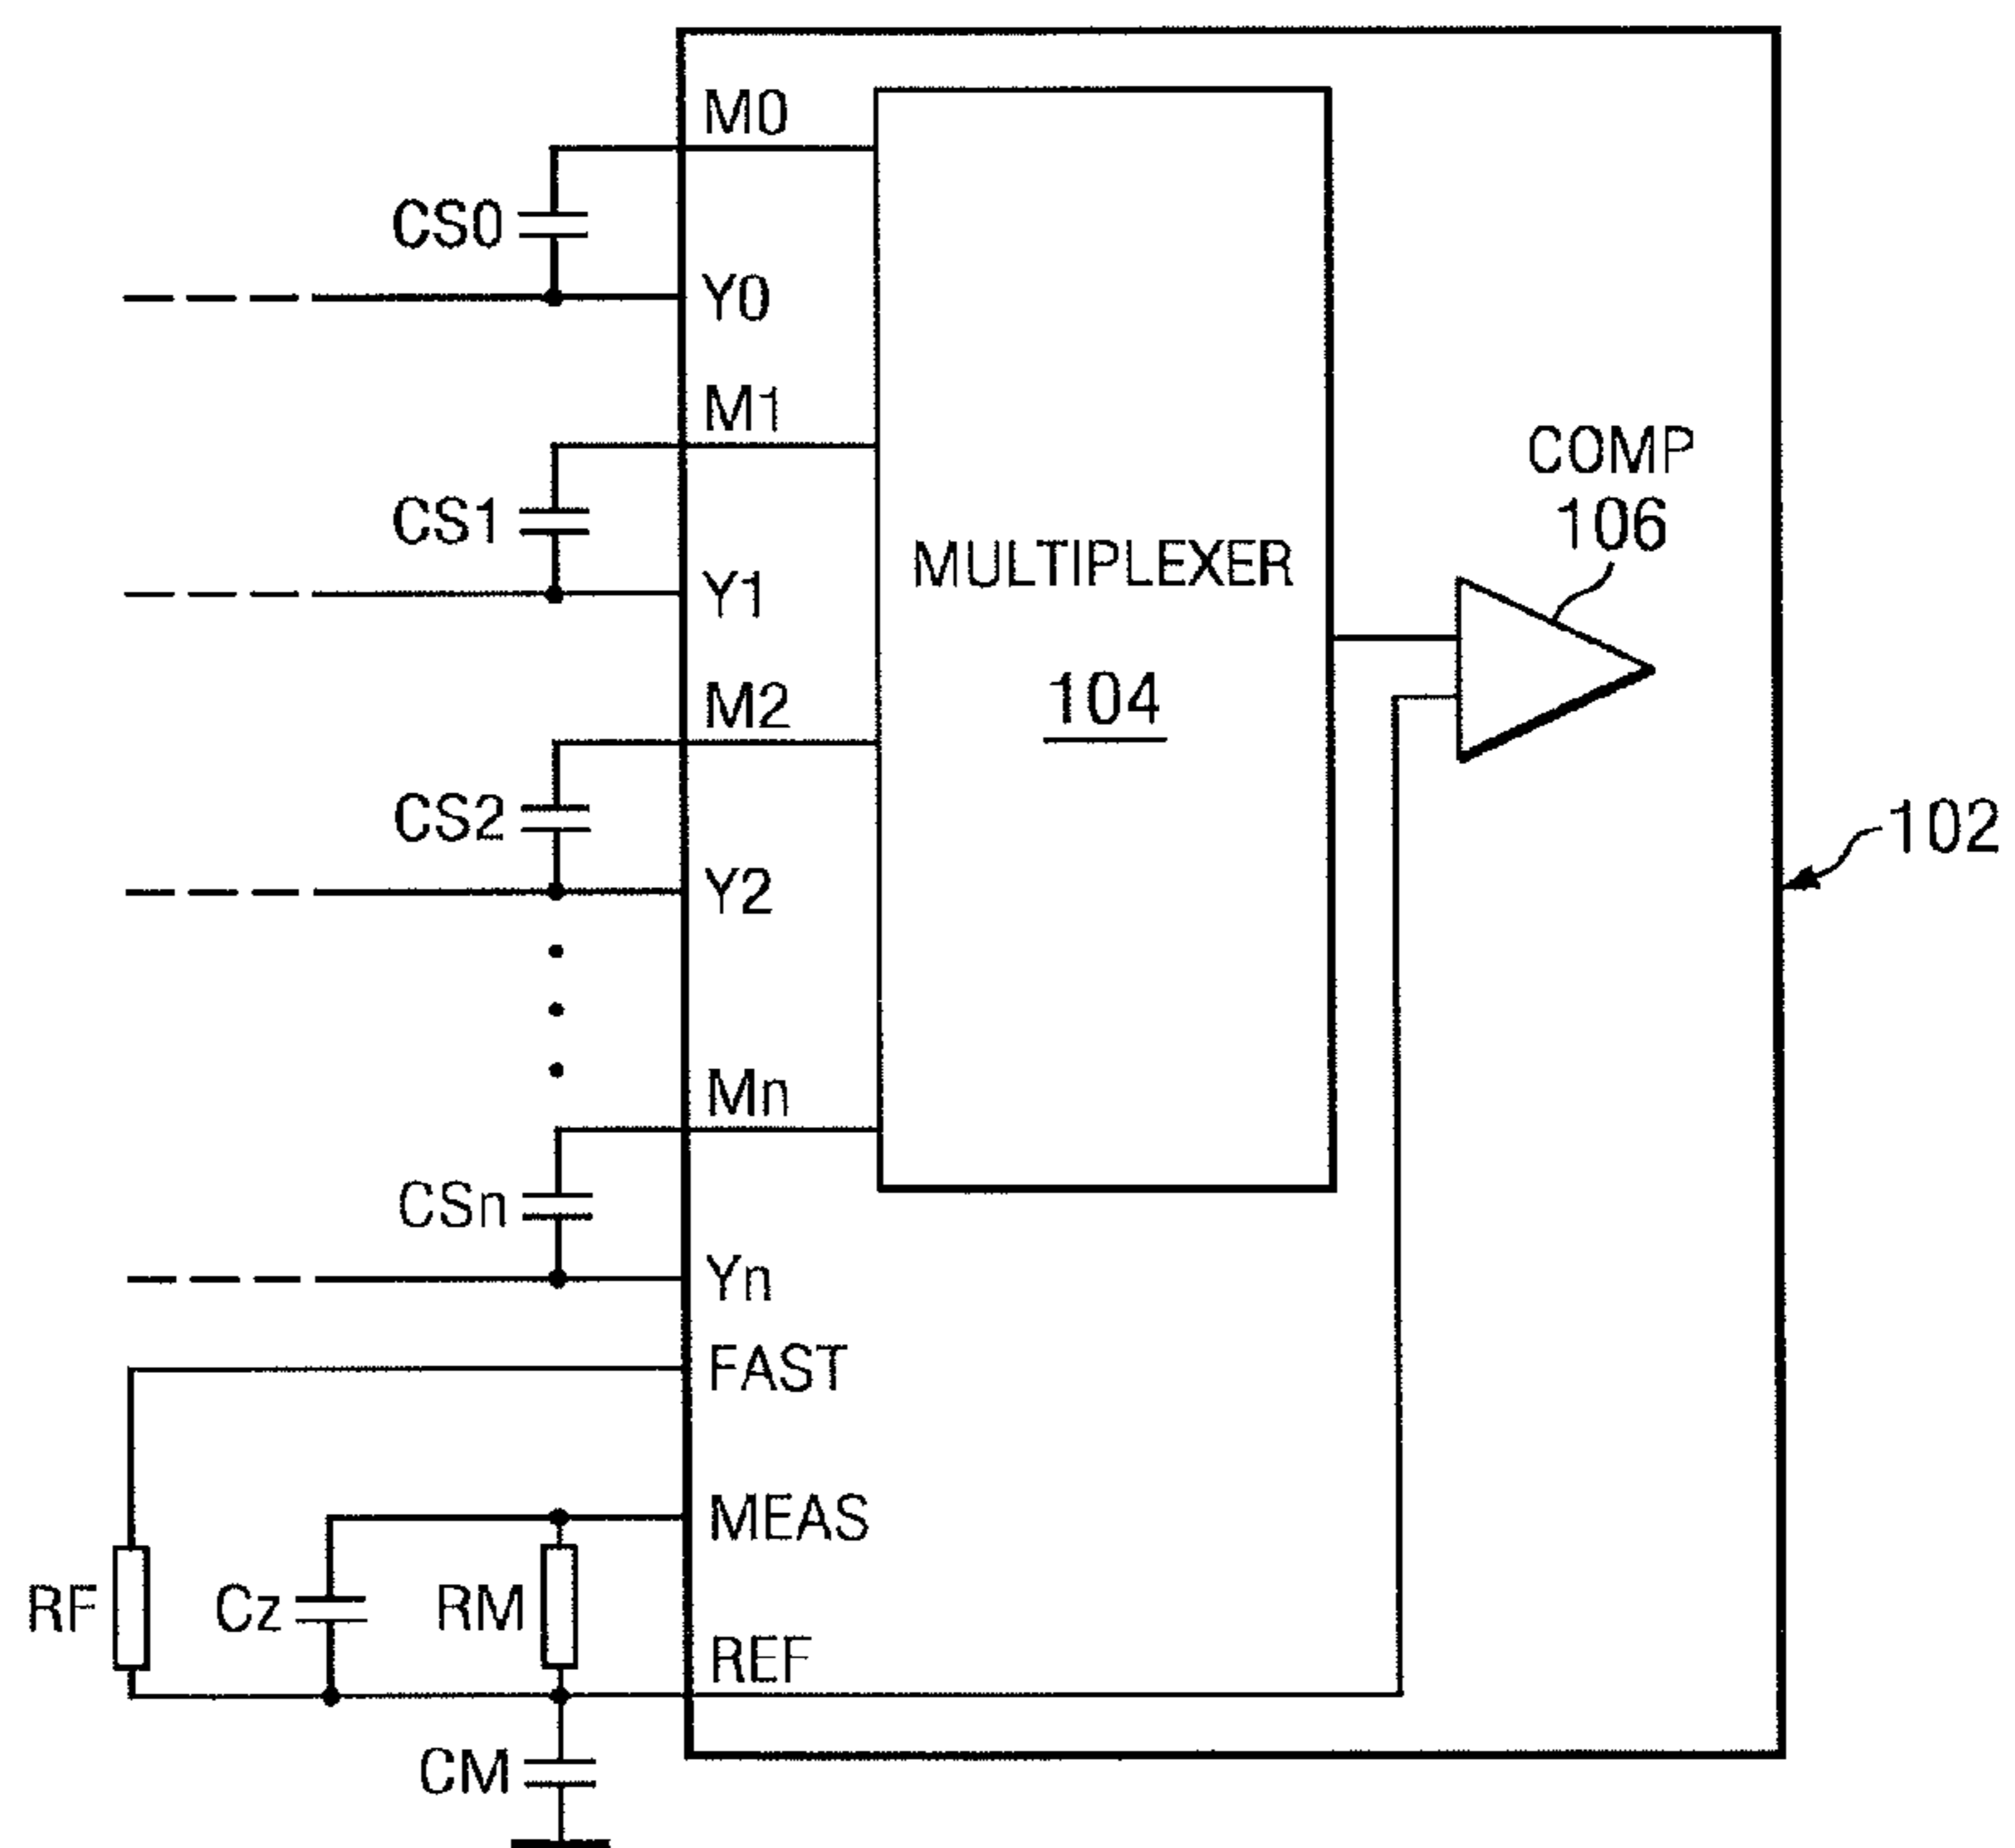 M0
CS0
Y0
M1
COMP
106
CS1
MULTIPLEXER
Y1
104
M2
CS2
102
Y2
Mn
CSn
Yn
FAST
MEAS
RF
Cz
RM
REF
CM